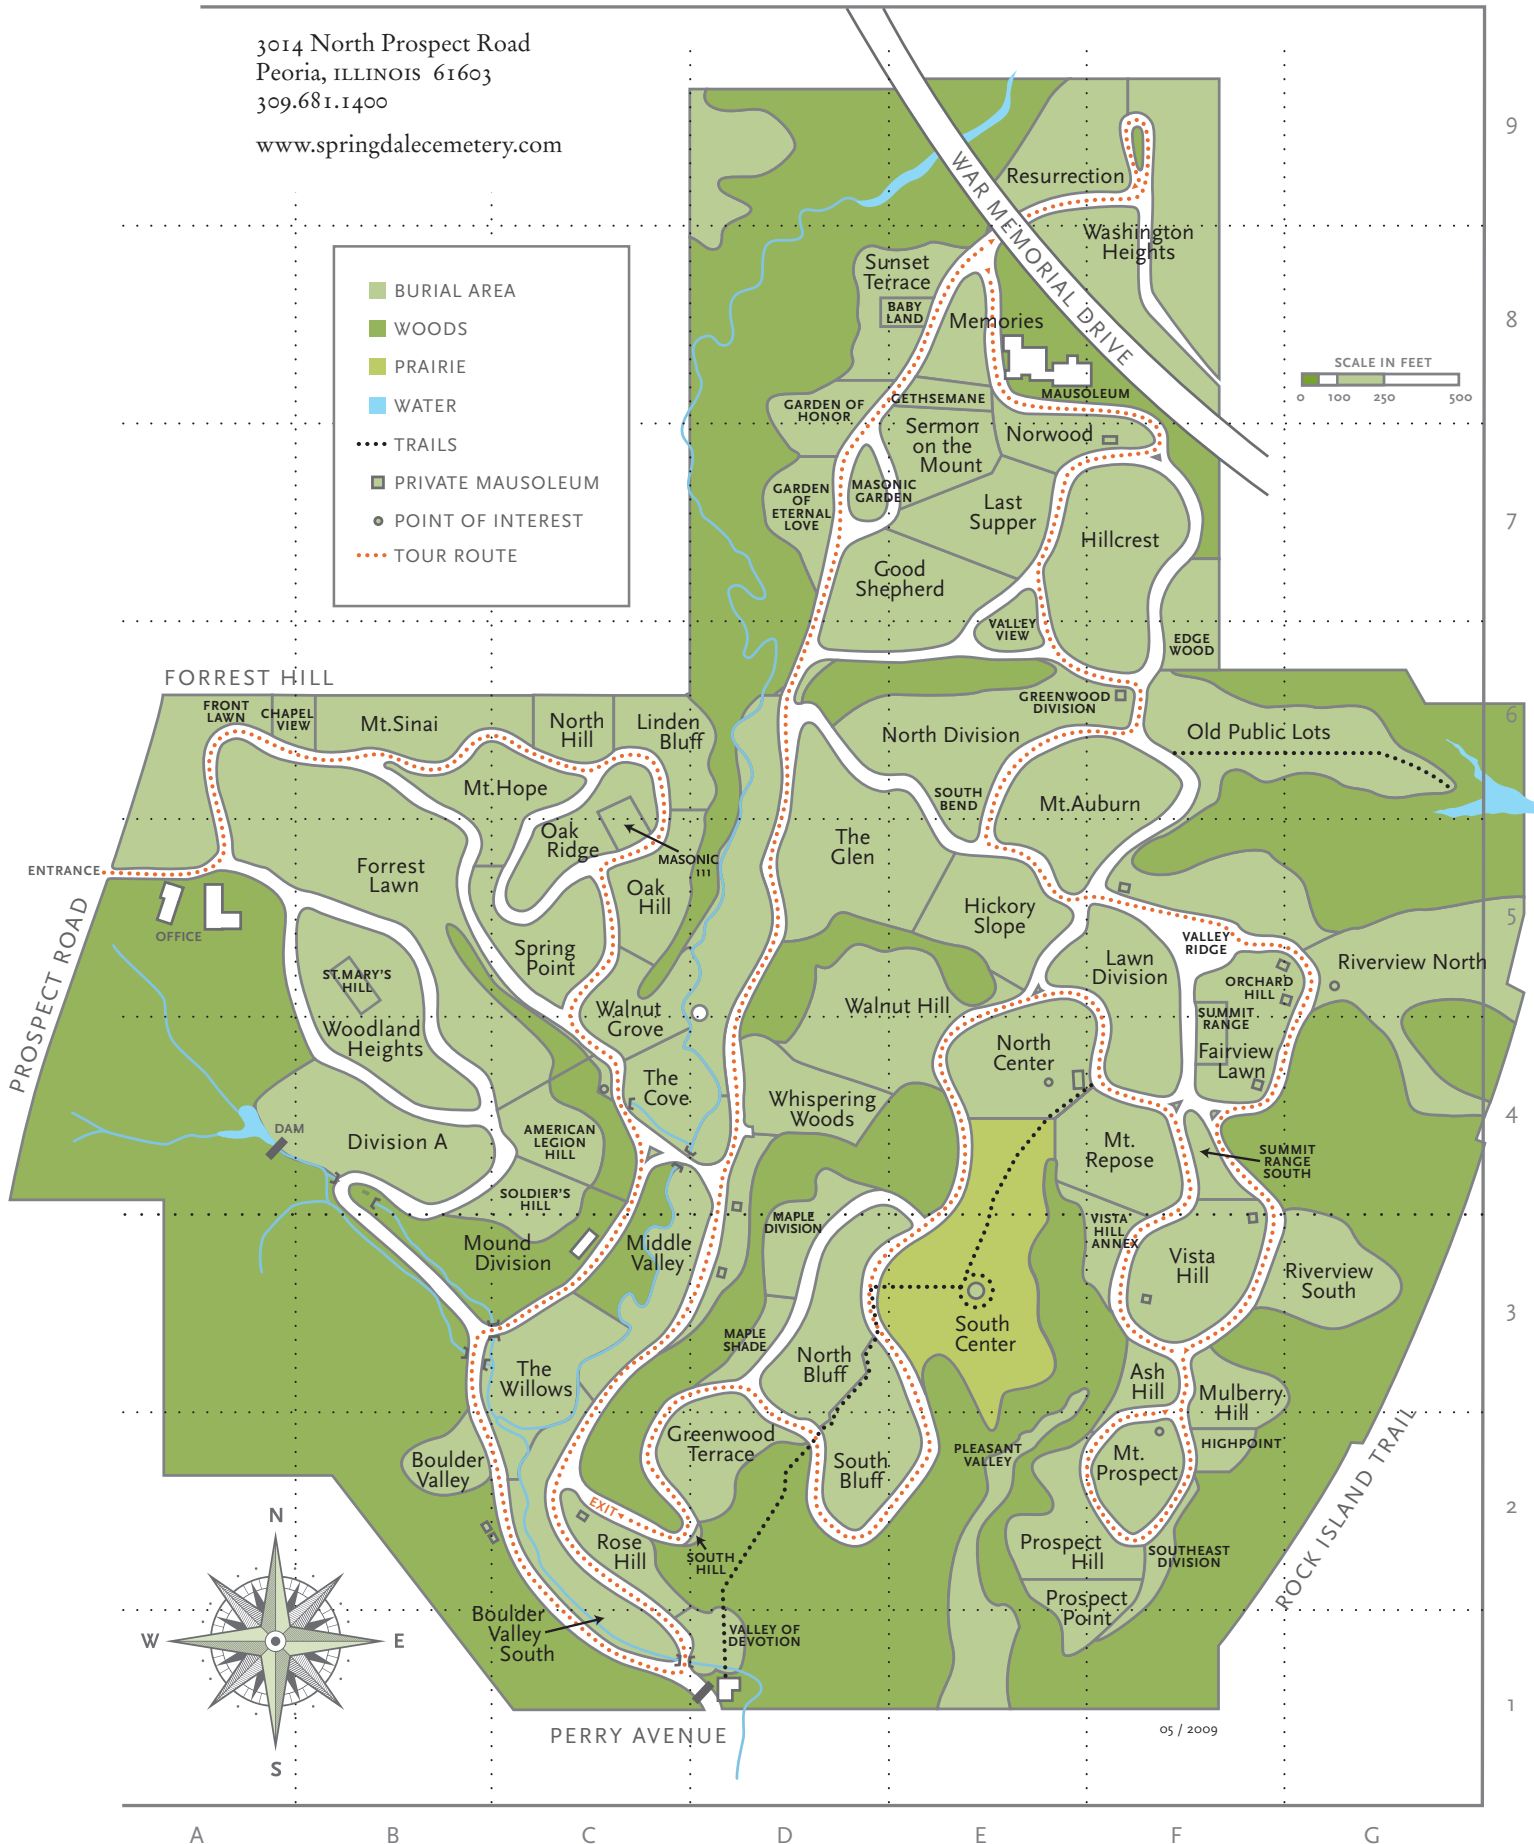 3014 North Prospect Road
Peoria, ILLINOIS 61603
309.681.1400
www.springdalecemetery.com
BURIAL AREA
WOODS
PRAIRIE
WATER
TRAILS
PRIVATE MAUSOLEUM
POINT OF INTEREST
TOUR ROUTE
9
8
7
6
5
4
3
2
1
WAR MEMORIAL DRIVE
Resurrection
Washington
Heights
Sunset
Terrace
BABY
LAND
Memories
SCALE IN FEET
0 100 250 500
MAUSOLEUM
GARDEN OF
HONOR
GETHSEMANE
Sermon
on the
Mount
Norwood
GARDEN
OF
ETERNAL
LOVE
MASONIC
GARDEN
Last
Supper
Hillcrest
Good
Shepherd
VALLEY
VIEW
EDGE
WOOD
FORREST HILL
FRONT
LAWN
CHAPEL
VIEW
Mt.Sinai
North
Hill
Linden
Bluff
GREENWOOD
DIVISION
North Division
Old Public Lots
Mt.Hope
SOUTH
BEND
Mt.Auburn
Oak
Ridge
MASONIC
111
The
Glen
ENTRANCE
Forrest
Lawn
Oak
Hill
Hickory
Slope
OFFICE
PROSPECT ROAD
VALLEY
RIDGE
Spring
Point
Lawn
Division
Riverview North
ST.MARY'S
HILL
ORCHARD
HILL
Walnut
Grove
Walnut Hill
SUMMIT
RANGE
Woodland
Heights
North
Center
Fairview
Lawn
The
Cove
Whispering
Woods
DAM
Division A
AMERICAN
LEGION
HILL
Mt.
Repose
SUMMIT
RANGE
SOUTH
SOLDIER'S
HILL
MAPLE
DIVISION
VISTA
HILL
ANNEX
Mound
Division
Middle
Valley
Vista
Hill
Riverview
South
MAPLE
SHADE
South
Center
The
Willows
North
Bluff
Ash
Hill
Mulberry
Hill
Greenwood
Terrace
PLEASANT
VALLEY
HIGHPOINT
Boulder
Valley
South
Bluff
Mt.
Prospect
ROCK ISLAND TRAIL
EXIT
N
Rose
Hill
SOUTH
HILL
Prospect
Hill
SOUTHEAST
DIVISION
Prospect
Point
Boulder
Valley
South
VALLEY OF
DEVOTION
W
E
S
PERRY AVENUE
05 / 2009
A B C D E F G